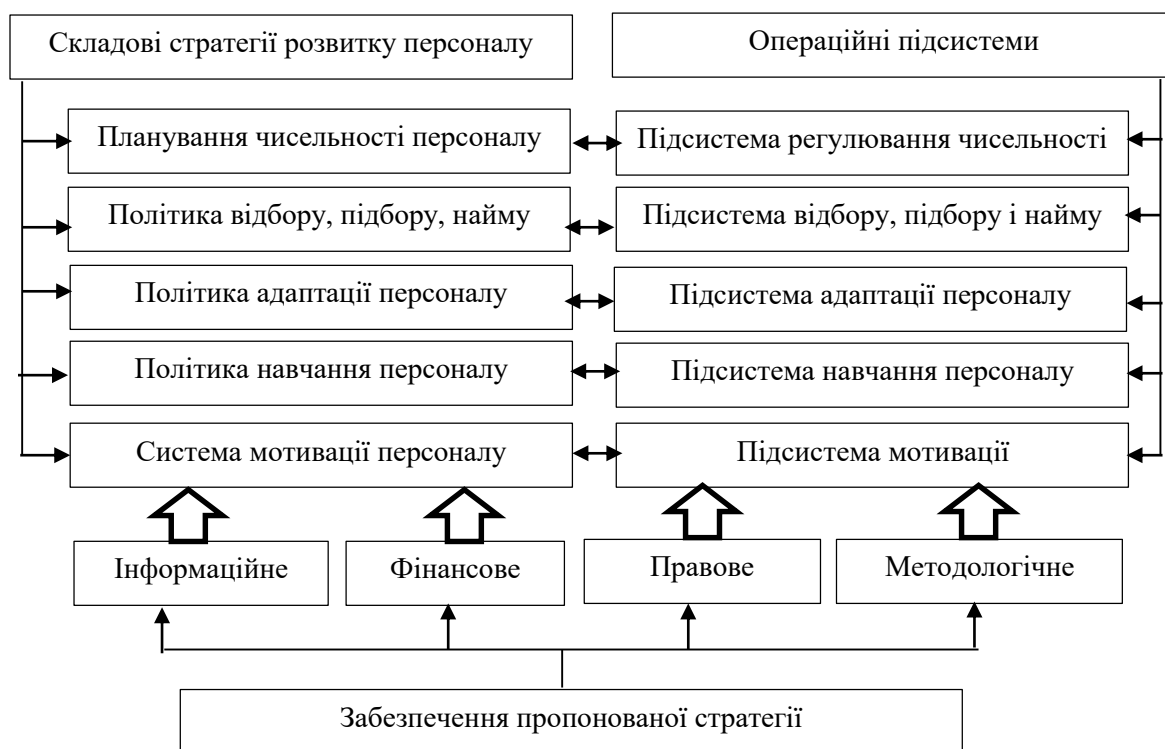 Складові стратегії розвитку персоналу
Операційні підсистеми
Планування чисельності персоналу
Підсистема регулювання чисельності
Політика відбору, підбору, найму
Підсистема відбору, підбору і найму
Політика адаптації персоналу
Підсистема адаптації персоналу
Політика навчання персоналу
Підсистема навчання персоналу
Система мотивації персоналу
Підсистема мотивації
Інформаційне
Фінансове
Правове
Методологічне
Забезпечення пропонованої стратегії